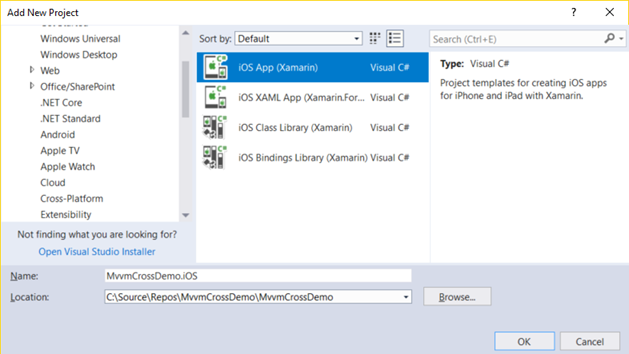 Add New Project
Sort by: Default
Search (Ctrl+E)
Windows Universal
Windows Desktop
Web
Office/SharePoint
.NET Core
.NET Standard
Android
Apple TV
Apple Watch
Cloud
Cross-Platform
Extensibility
Not finding what you are looking for?
Open Visual Studio Installer
iOS App (Xamarin) Visual C#
iOS XAML App (Xamarin.For... Visual C#
iOS Class Library (Xamarin) Visual C#
iOS Bindings Library (Xamarin) Visual C#
Type: Visual C#
Project templates for creating iOS apps
for iPhone and iPad with Xamarin.
Name: MvvmCrossDemo.iOS
Location: C:\Source\Repos\MvvmCrossDemo\MvvmCrossDemo
Browse...
OK
Cancel